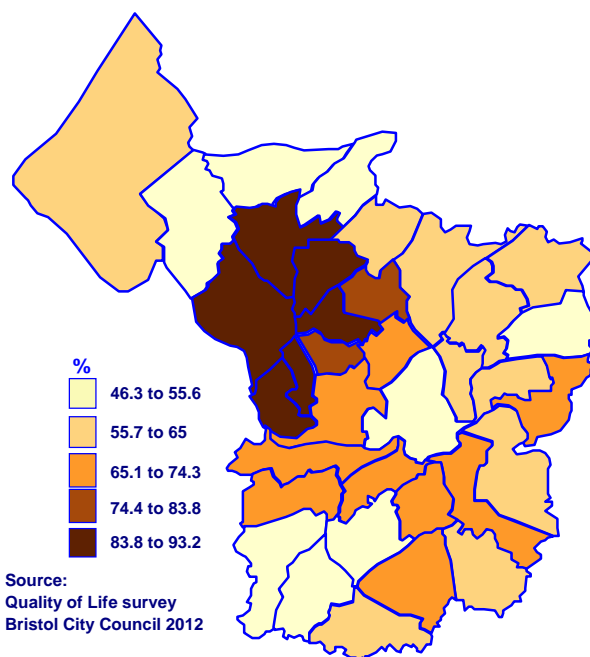 %
46.3 to 55.6
55.7 to 65
65.1 to 74.3
74.4 to 83.8
83.8 to 93.2
Source:
Quality of Life survey
Bristol City Council 2012